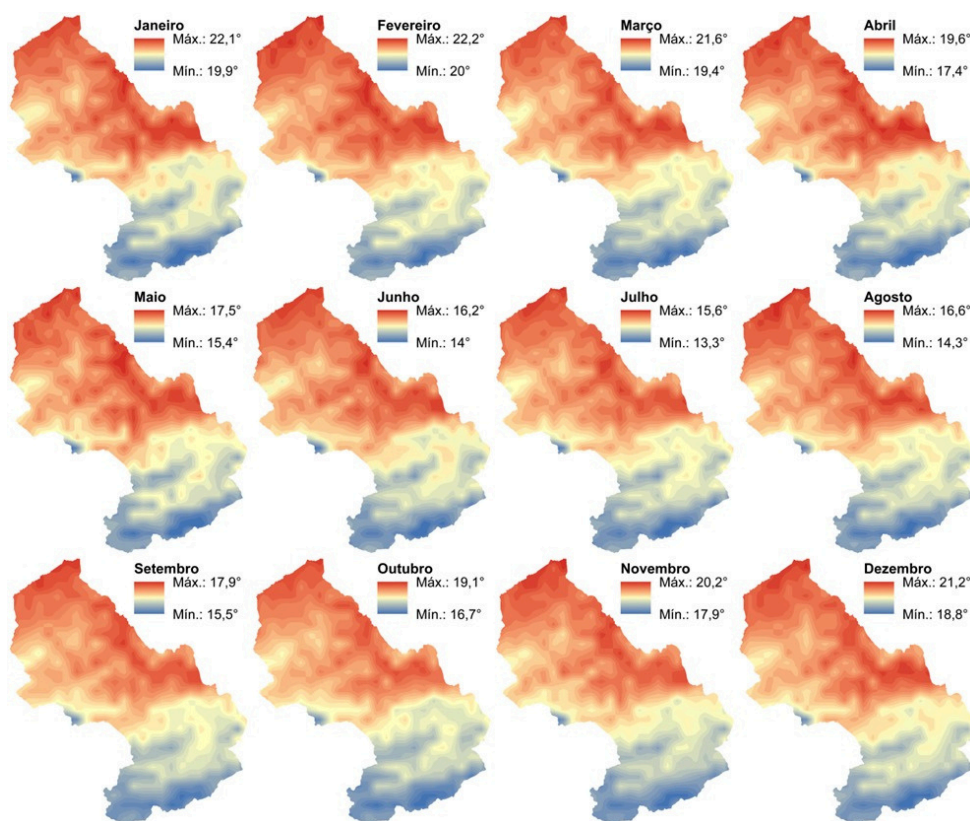 Janeiro
Máx.: 22,1°
Mín.: 19,9°
Fevereiro
Máx.: 22,2°
Mín.: 20°
Março
Máx.: 21,6°
Mín.: 19,4°
Abril
Máx.: 19,6°
Mín.: 17,4°
Maio
Máx.: 17,5°
Mín.: 15,4°
Junho
Máx.: 16,2°
Mín.: 14°
Julho
Máx.: 15,6°
Mín.: 13,3°
Agosto
Máx.: 16,6°
Mín.: 14,3°
Setembro
Máx.: 17,9°
Mín.: 15,5°
Outubro
Máx.: 19,1°
Mín.: 16,7°
Novembro
Máx.: 20,2°
Mín.: 17,9°
Dezembro
Máx.: 21,2°
Mín.: 18,8°